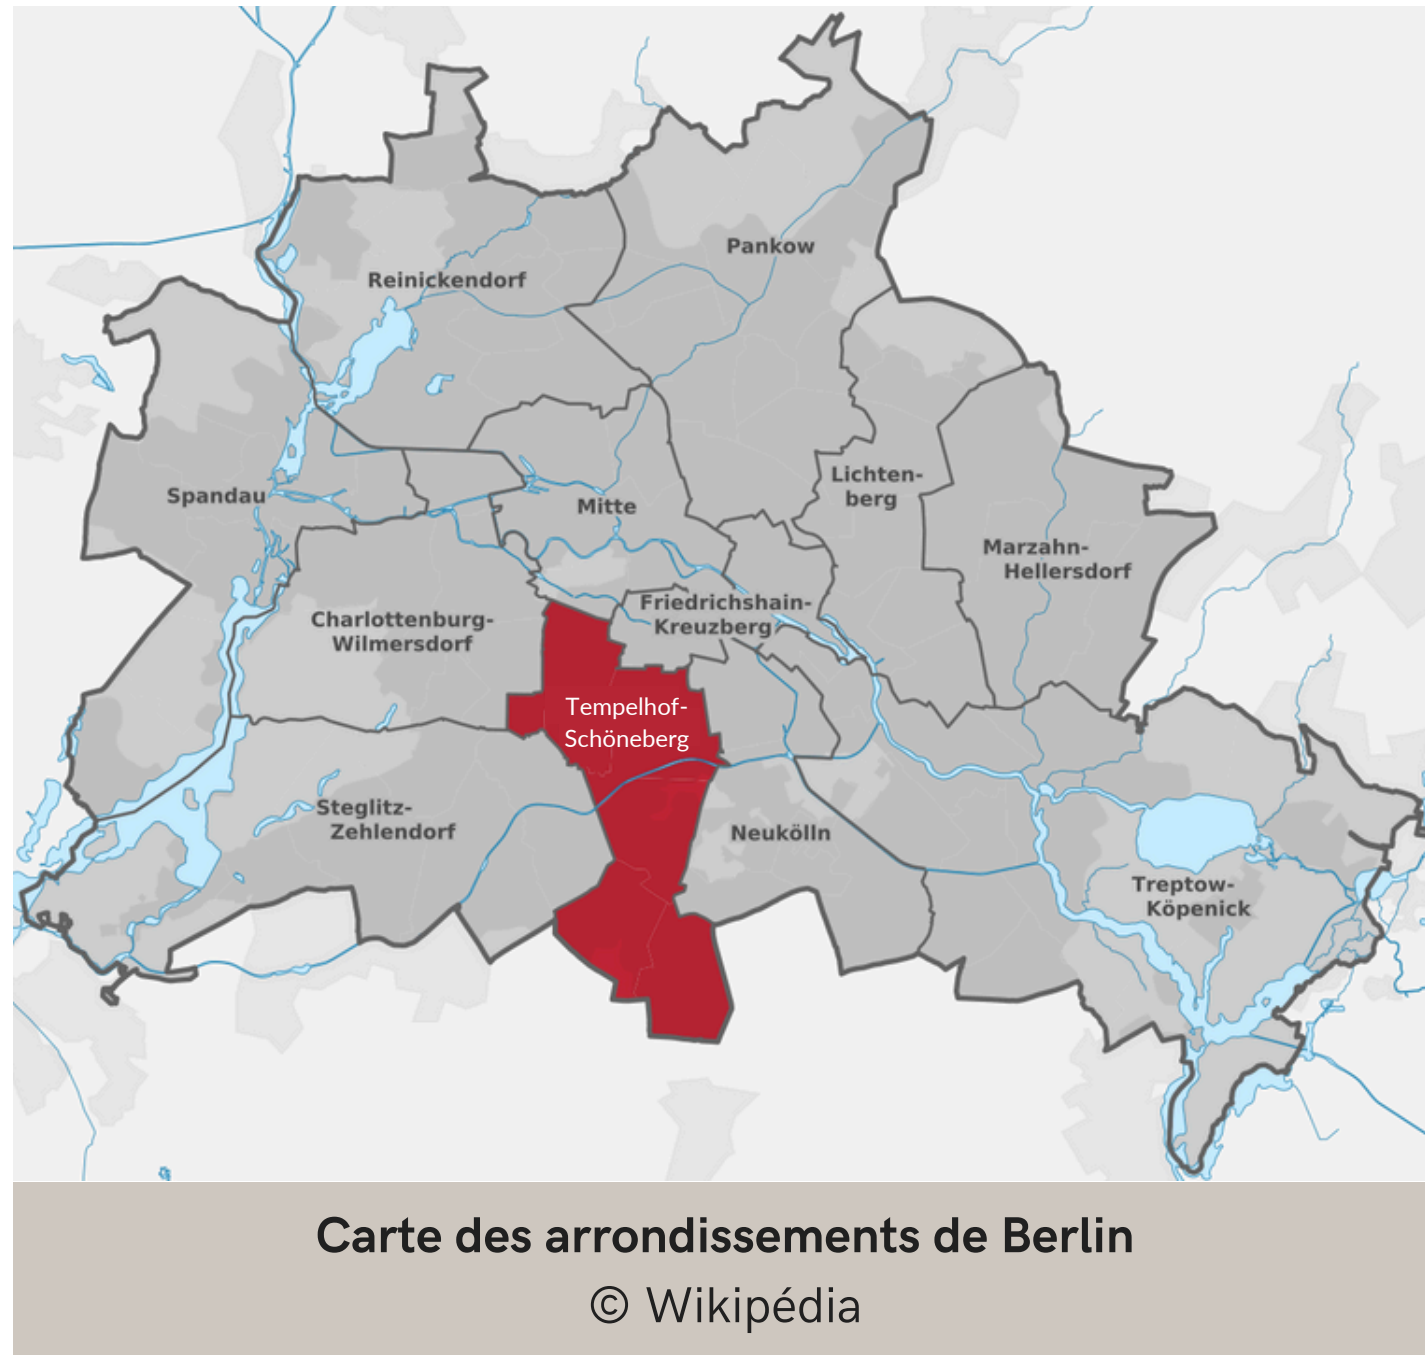 Pankow
Reinickendorf
Lichten-
berg
Spandau
Mitte
Marzahn-
Hellersdorf
Friedrichshain-
Kreuzberg
Charlottenburg-
Wilmersdorf
Tempelhof-
Schöneberg
Steglitz-
Zehlendorf
Neukölln
Treptow-
Köpenick
Carte des arrondissements de Berlin
© Wikipédia